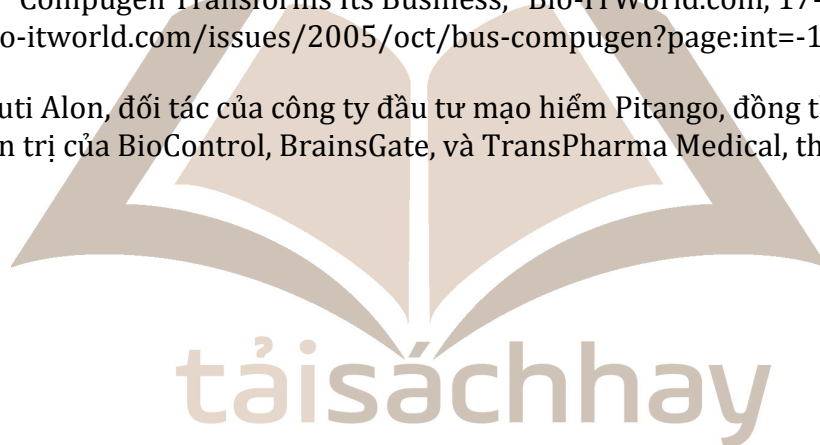 "Compugen Transforms Its Business," Bio-ITWorld.com, 17-
o-itworld.com/issues/2005/oct/bus-compugen?page:int=-1
uti Alon, đối tác của công ty đầu tư mạo hiểm Pitango, đồng th
n trị của BioControl, BrainsGate, và TransPharma Medical, th
tảisáchhay